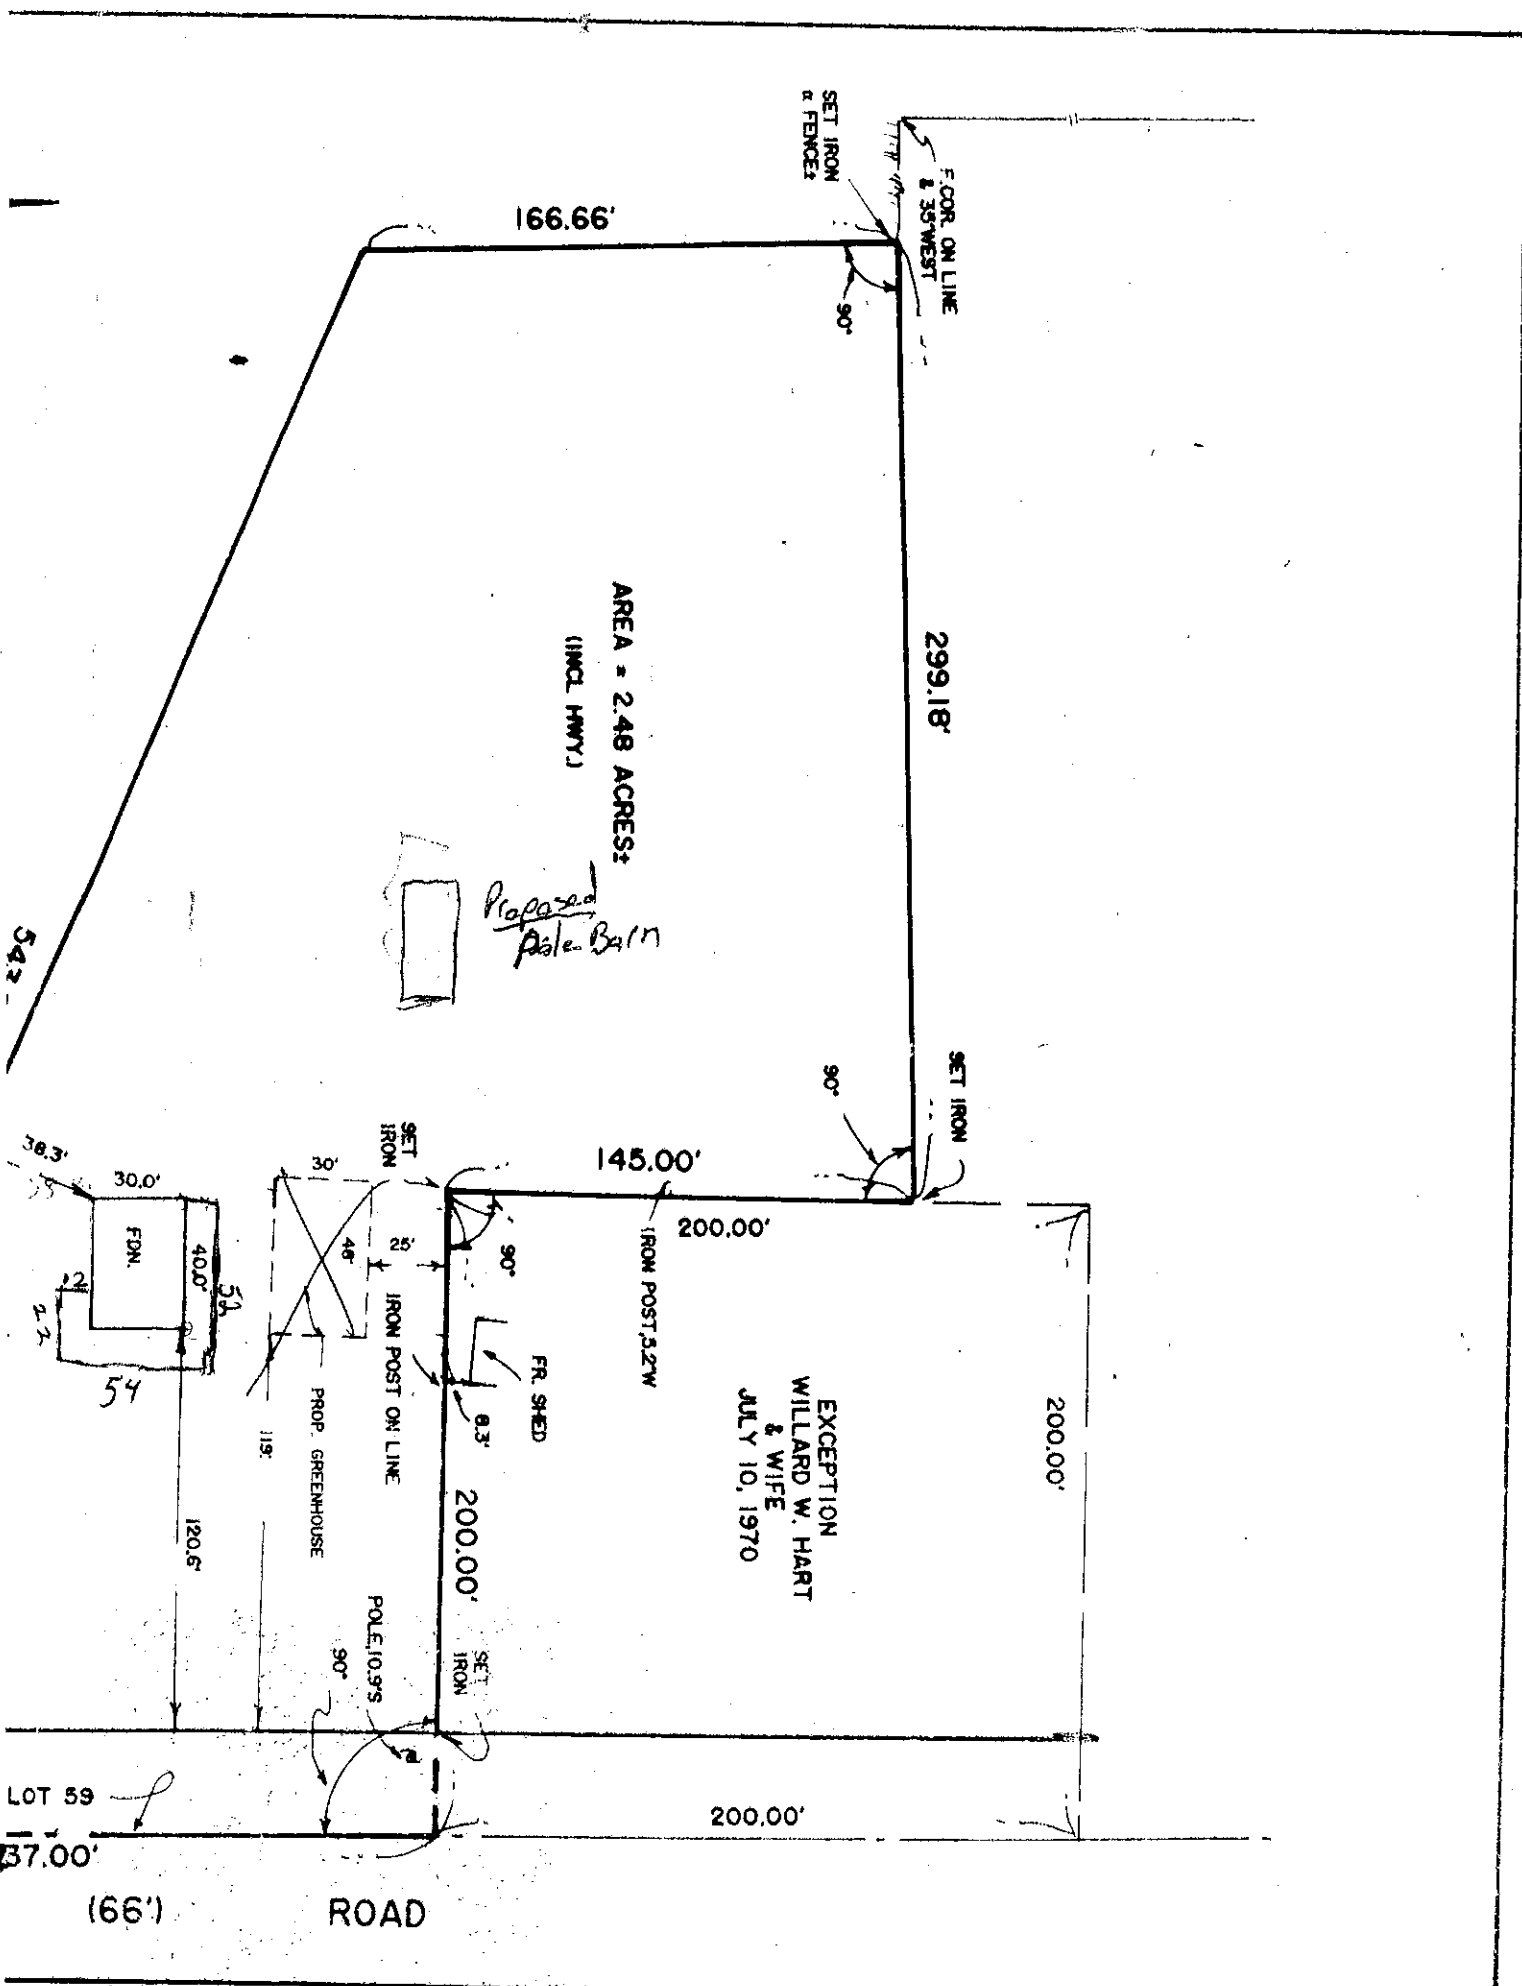 SET IRON
& FENCE±
F. COR. ON LINE
& 35' WEST
166.66'
90°
299.18'
AREA = 2.48 ACRES±
(INCL. HWY.)
Proposed
Pole Barn
SET IRON
90°
145.00'
200.00'
IRON POST, 3.2'W
SET
IRON
90°
30'
48'
25'
IRON POST ON LINE
FR. SHED
8.3'
PROP. GREENHOUSE
119'
38.3'
30.0'
FDN.
40.0'
52
12
22
54
120.6'
EXCEPTION
WILLARD W. HART
& WIFE
JULY 10, 1970
200.00'
200.00'
SET
IRON
POLE, 10.9'S
90°
LOT 59
37.00'
200.00'
(66')
ROAD